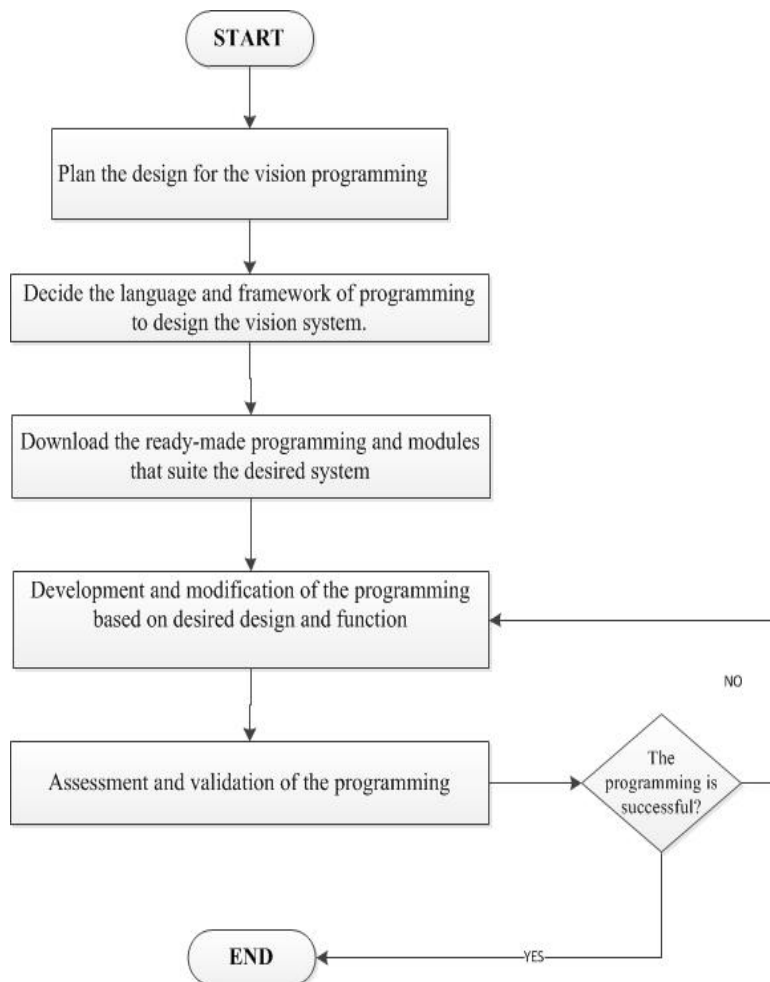 START
Plan the design for the vision programming
Decide the language and framework of programming
to design the vision system.
Download the ready-made programming and modules
that suite the desired system
Development and modification of the programming
based on desired design and function
NO
Assessment and validation of the programming
The
programming is
successful?
END
YES